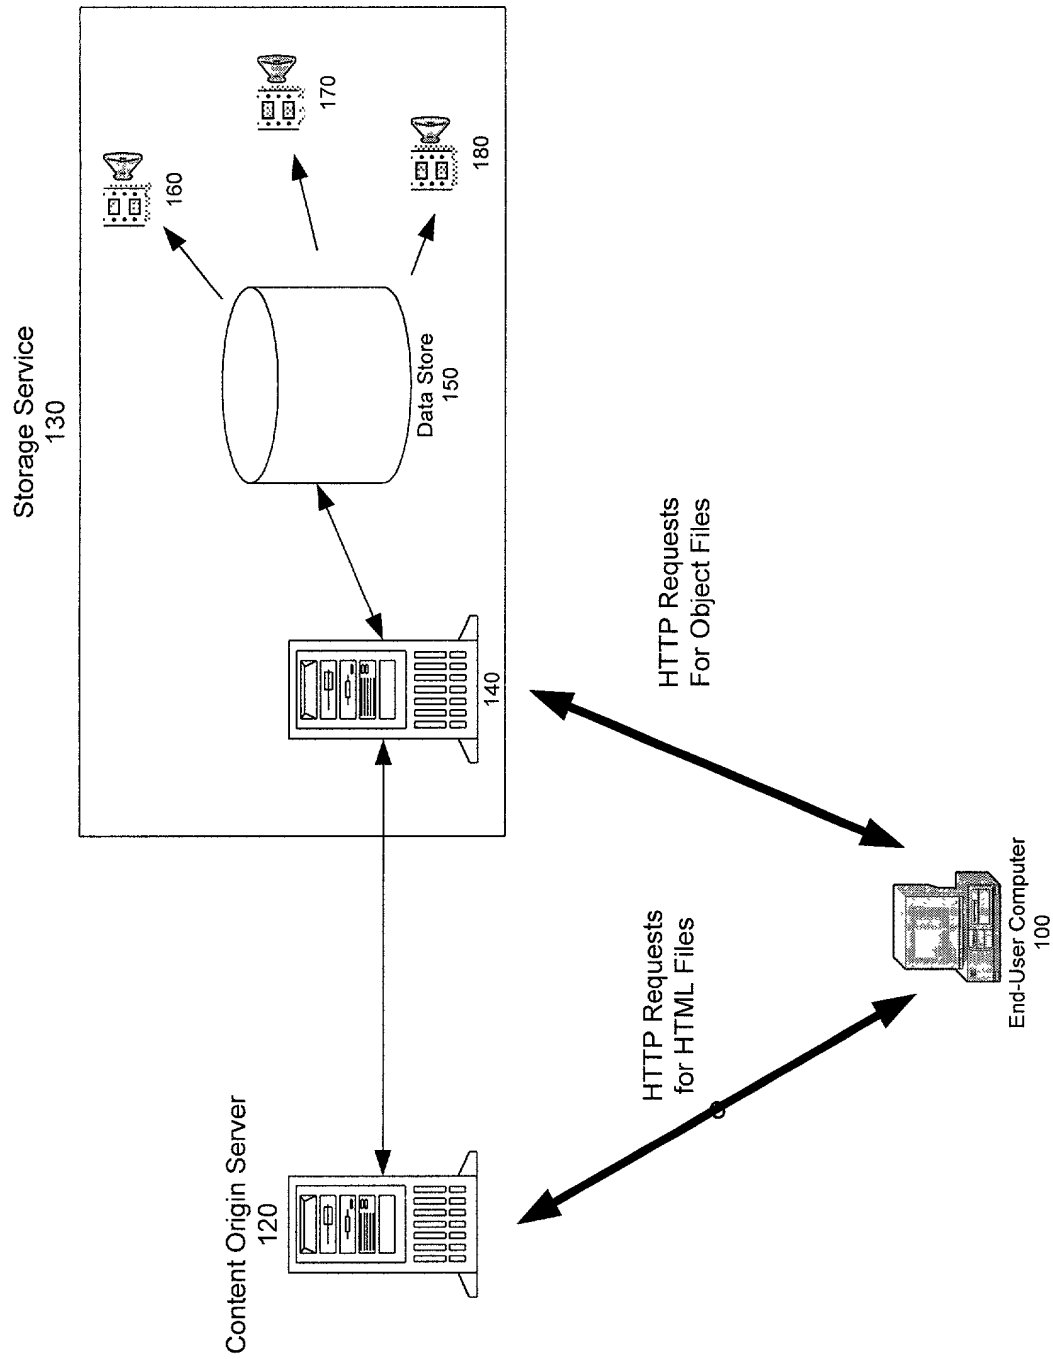 Storage Service
130
160
170
180
Data Store
150
140
Content Origin Server
120
HTTP Requests
For Object Files
HTTP Requests
for HTML Files
End-User Computer
100